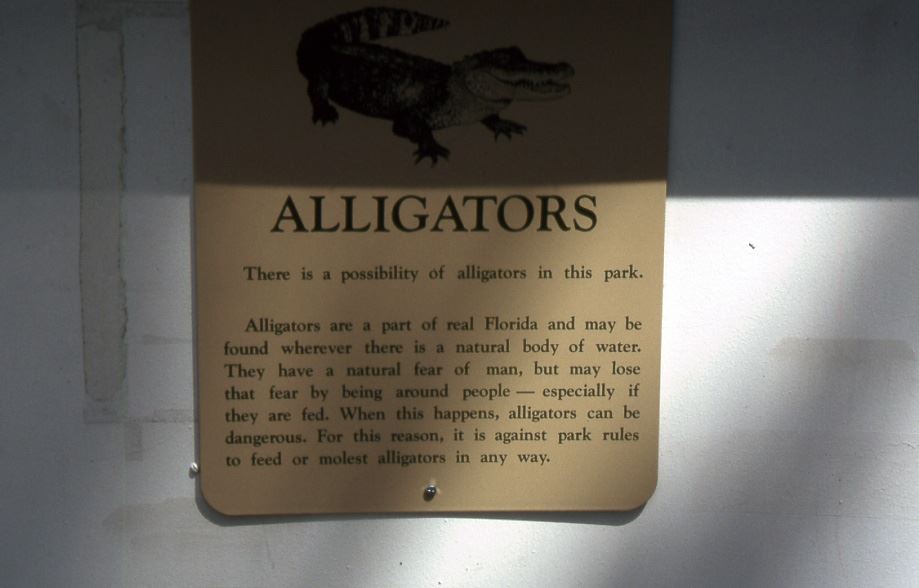 ALLIGATORS
There is a possibility of alligators in this park.
Alligators are a part of real Florida and may be
found wherever there is a natural body of water.
They have a natural fear of man, but may lose
that fear by being around people — especially if
they are fed. When this happens, alligators can be
dangerous. For this reason, it is against park rules
to feed or molest alligators in any way.